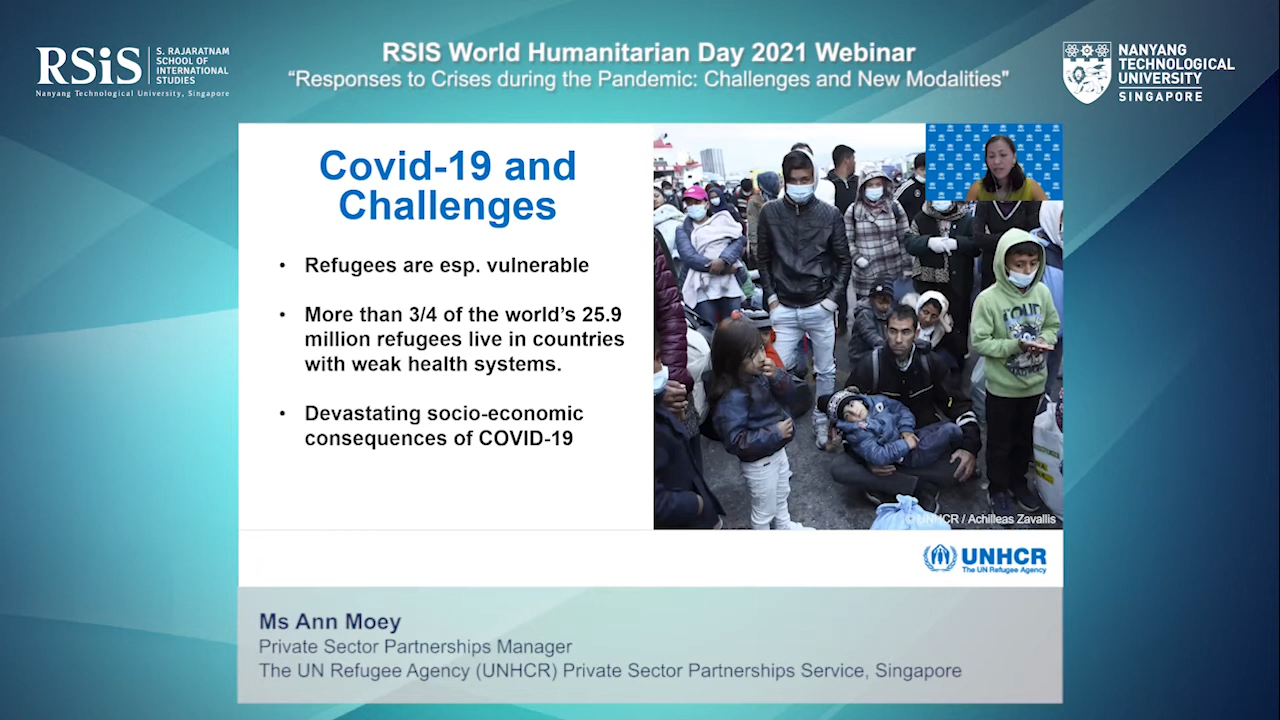 RSiS
S. RAJARATNAM
SCHOOL OF
INTERNATIONAL
STUDIES
Nanyang Technological University, Singapore
RSIS World Humanitarian Day 2021 Webinar
“Responses to Crises during the Pandemic: Challenges and New Modalities"
NANYANG
TECHNOLOGICAL
UNIVERSITY
SINGAPORE
Covid-19 and
Challenges
• Refugees are esp. vulnerable
• More than 3/4 of the world’s 25.9
million refugees live in countries
with weak health systems.
• Devastating socio-economic
consequences of COVID-19
© UNHCR / Achilleas Zavallis
UNHCR
The UN Refugee Agency
Ms Ann Moey
Private Sector Partnerships Manager
The UN Refugee Agency (UNHCR) Private Sector Partnerships Service, Singapore